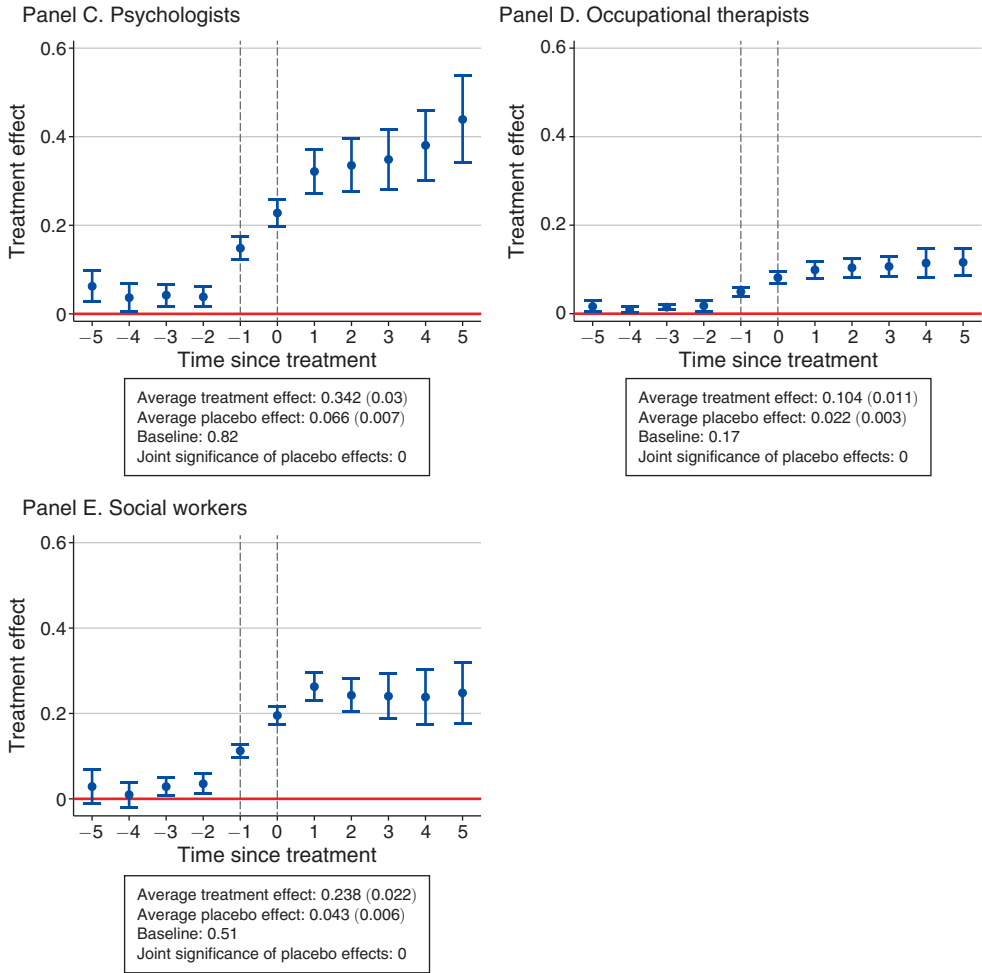 Panel C. Psychologists
0.6
0.4
0.2
0
Treatment effect
−5 −4 −3 −2 −1 0 1 2 3 4 5
Time since treatment
Average treatment effect: 0.342 (0.03)
Average placebo effect: 0.066 (0.007)
Baseline: 0.82
Joint significance of placebo effects: 0
Panel D. Occupational therapists
0.6
0.4
0.2
0
Treatment effect
−5 −4 −3 −2 −1 0 1 2 3 4 5
Time since treatment
Average treatment effect: 0.104 (0.011)
Average placebo effect: 0.022 (0.003)
Baseline: 0.17
Joint significance of placebo effects: 0
Panel E. Social workers
0.6
0.4
0.2
0
Treatment effect
−5 −4 −3 −2 −1 0 1 2 3 4 5
Time since treatment
Average treatment effect: 0.238 (0.022)
Average placebo effect: 0.043 (0.006)
Baseline: 0.51
Joint significance of placebo effects: 0